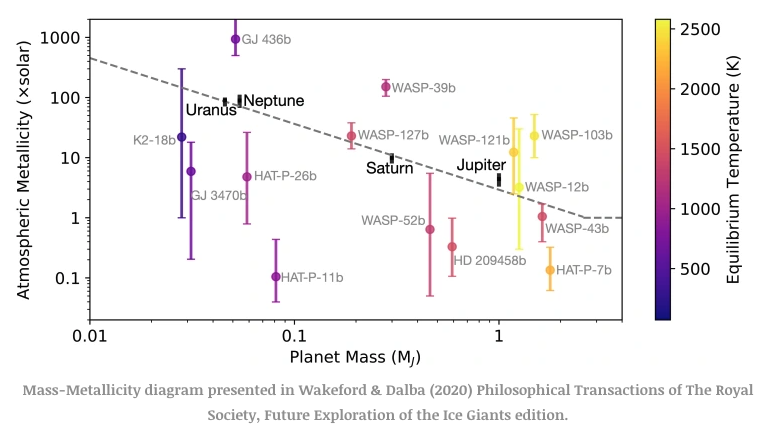 Atmospheric Metallicity (×solar)
1000
100
10
1
0.1
GJ 436b
WASP-39b
Uranus
Neptune
K2-18b
WASP-127b
WASP-121b
WASP-103b
Saturn
Jupiter
GJ 3470b
HAT-P-26b
WASP-12b
WASP-52b
WASP-43b
HD 209458b
HAT-P-11b
HAT-P-7b
0.01
0.1
1
Planet Mass (MJ)
2500
2000
1500
1000
500
Equilibrium Temperature (K)
Mass-Metallicity diagram presented in Wakeford & Dalba (2020) Philosophical Transactions of The Royal
Society, Future Exploration of the Ice Giants edition.